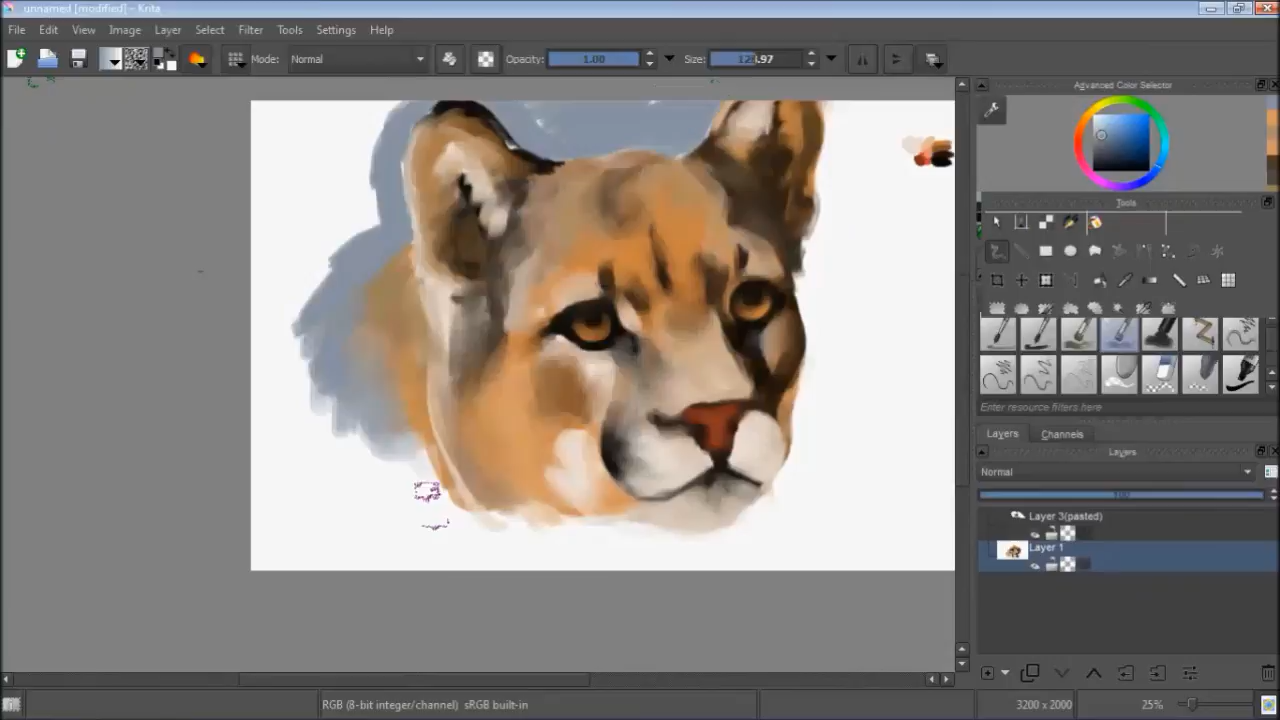 unnamed [modified] - Krita
File Edit View Image Layer Select Filter Tools Settings Help
Mode: Normal Opacity: 1.00 Size:
Advanced Color Selector
Tools
Enter resource filters here
Layers Channels
Layers
Normal
100
Layer 3(pasted)
Layer 1
RGB (8-bit integer/channel) sRGB built-in 3200 x 2000 25%